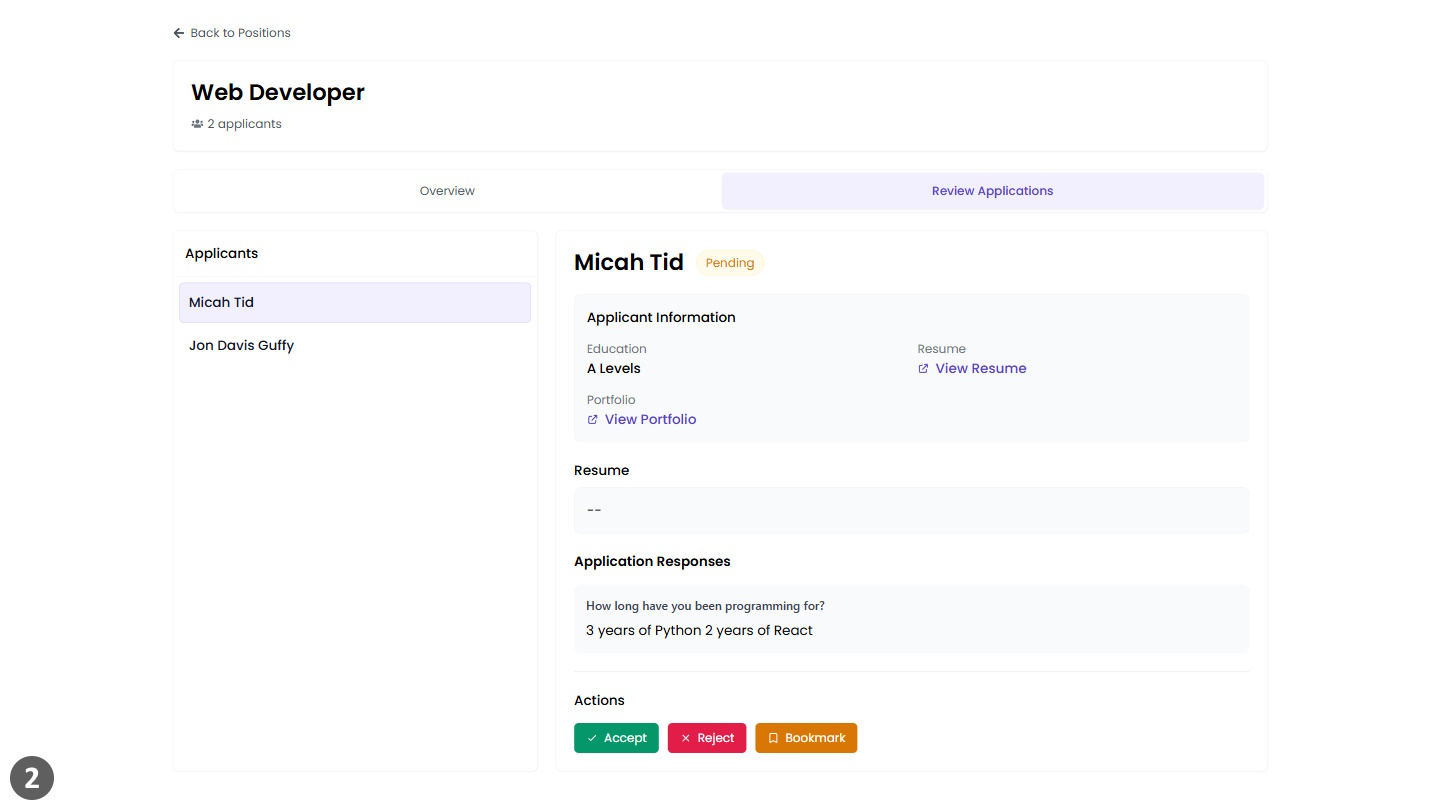 Back to Positions
Web Developer
2 applicants
Overview
Review Applications
Applicants
Micah Tid
Jon Davis Guffy
Micah Tid
Pending
Applicant Information
Education
A Levels
Resume
View Resume
Portfolio
View Portfolio
Resume
--
Application Responses
How long have you been programming for?
3 years of Python 2 years of React
Actions
Accept
Reject
Bookmark
2